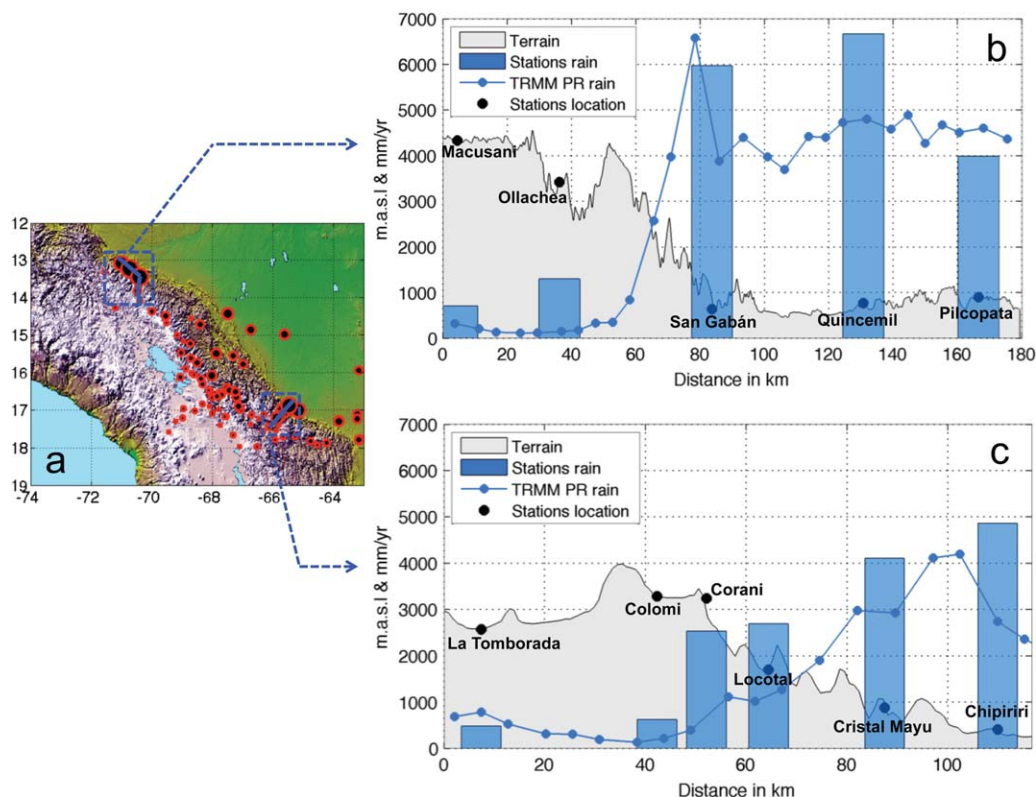 b
7000
6000
5000
4000
3000
2000
1000
0
m.a.s.l & mm/yr
Terrain
Stations rain
TRMM PR rain
Stations location
Macusani
Ollachea
San Gabán
Quincemil
Pilcopata
0 20 40 60 80 100 120 140 160 180
Distance in km
12
13
14
15
16
17
18
19
a
-74 -72 -70 -68 -66 -64
c
7000
6000
5000
4000
3000
2000
1000
0
m.a.s.l & mm/yr
Terrain
Stations rain
TRMM PR rain
Stations location
La Tomborada
Colomi
Corani
Locotal
Cristal Mayu
Chipiriri
0 20 40 60 80 100
Distance in km